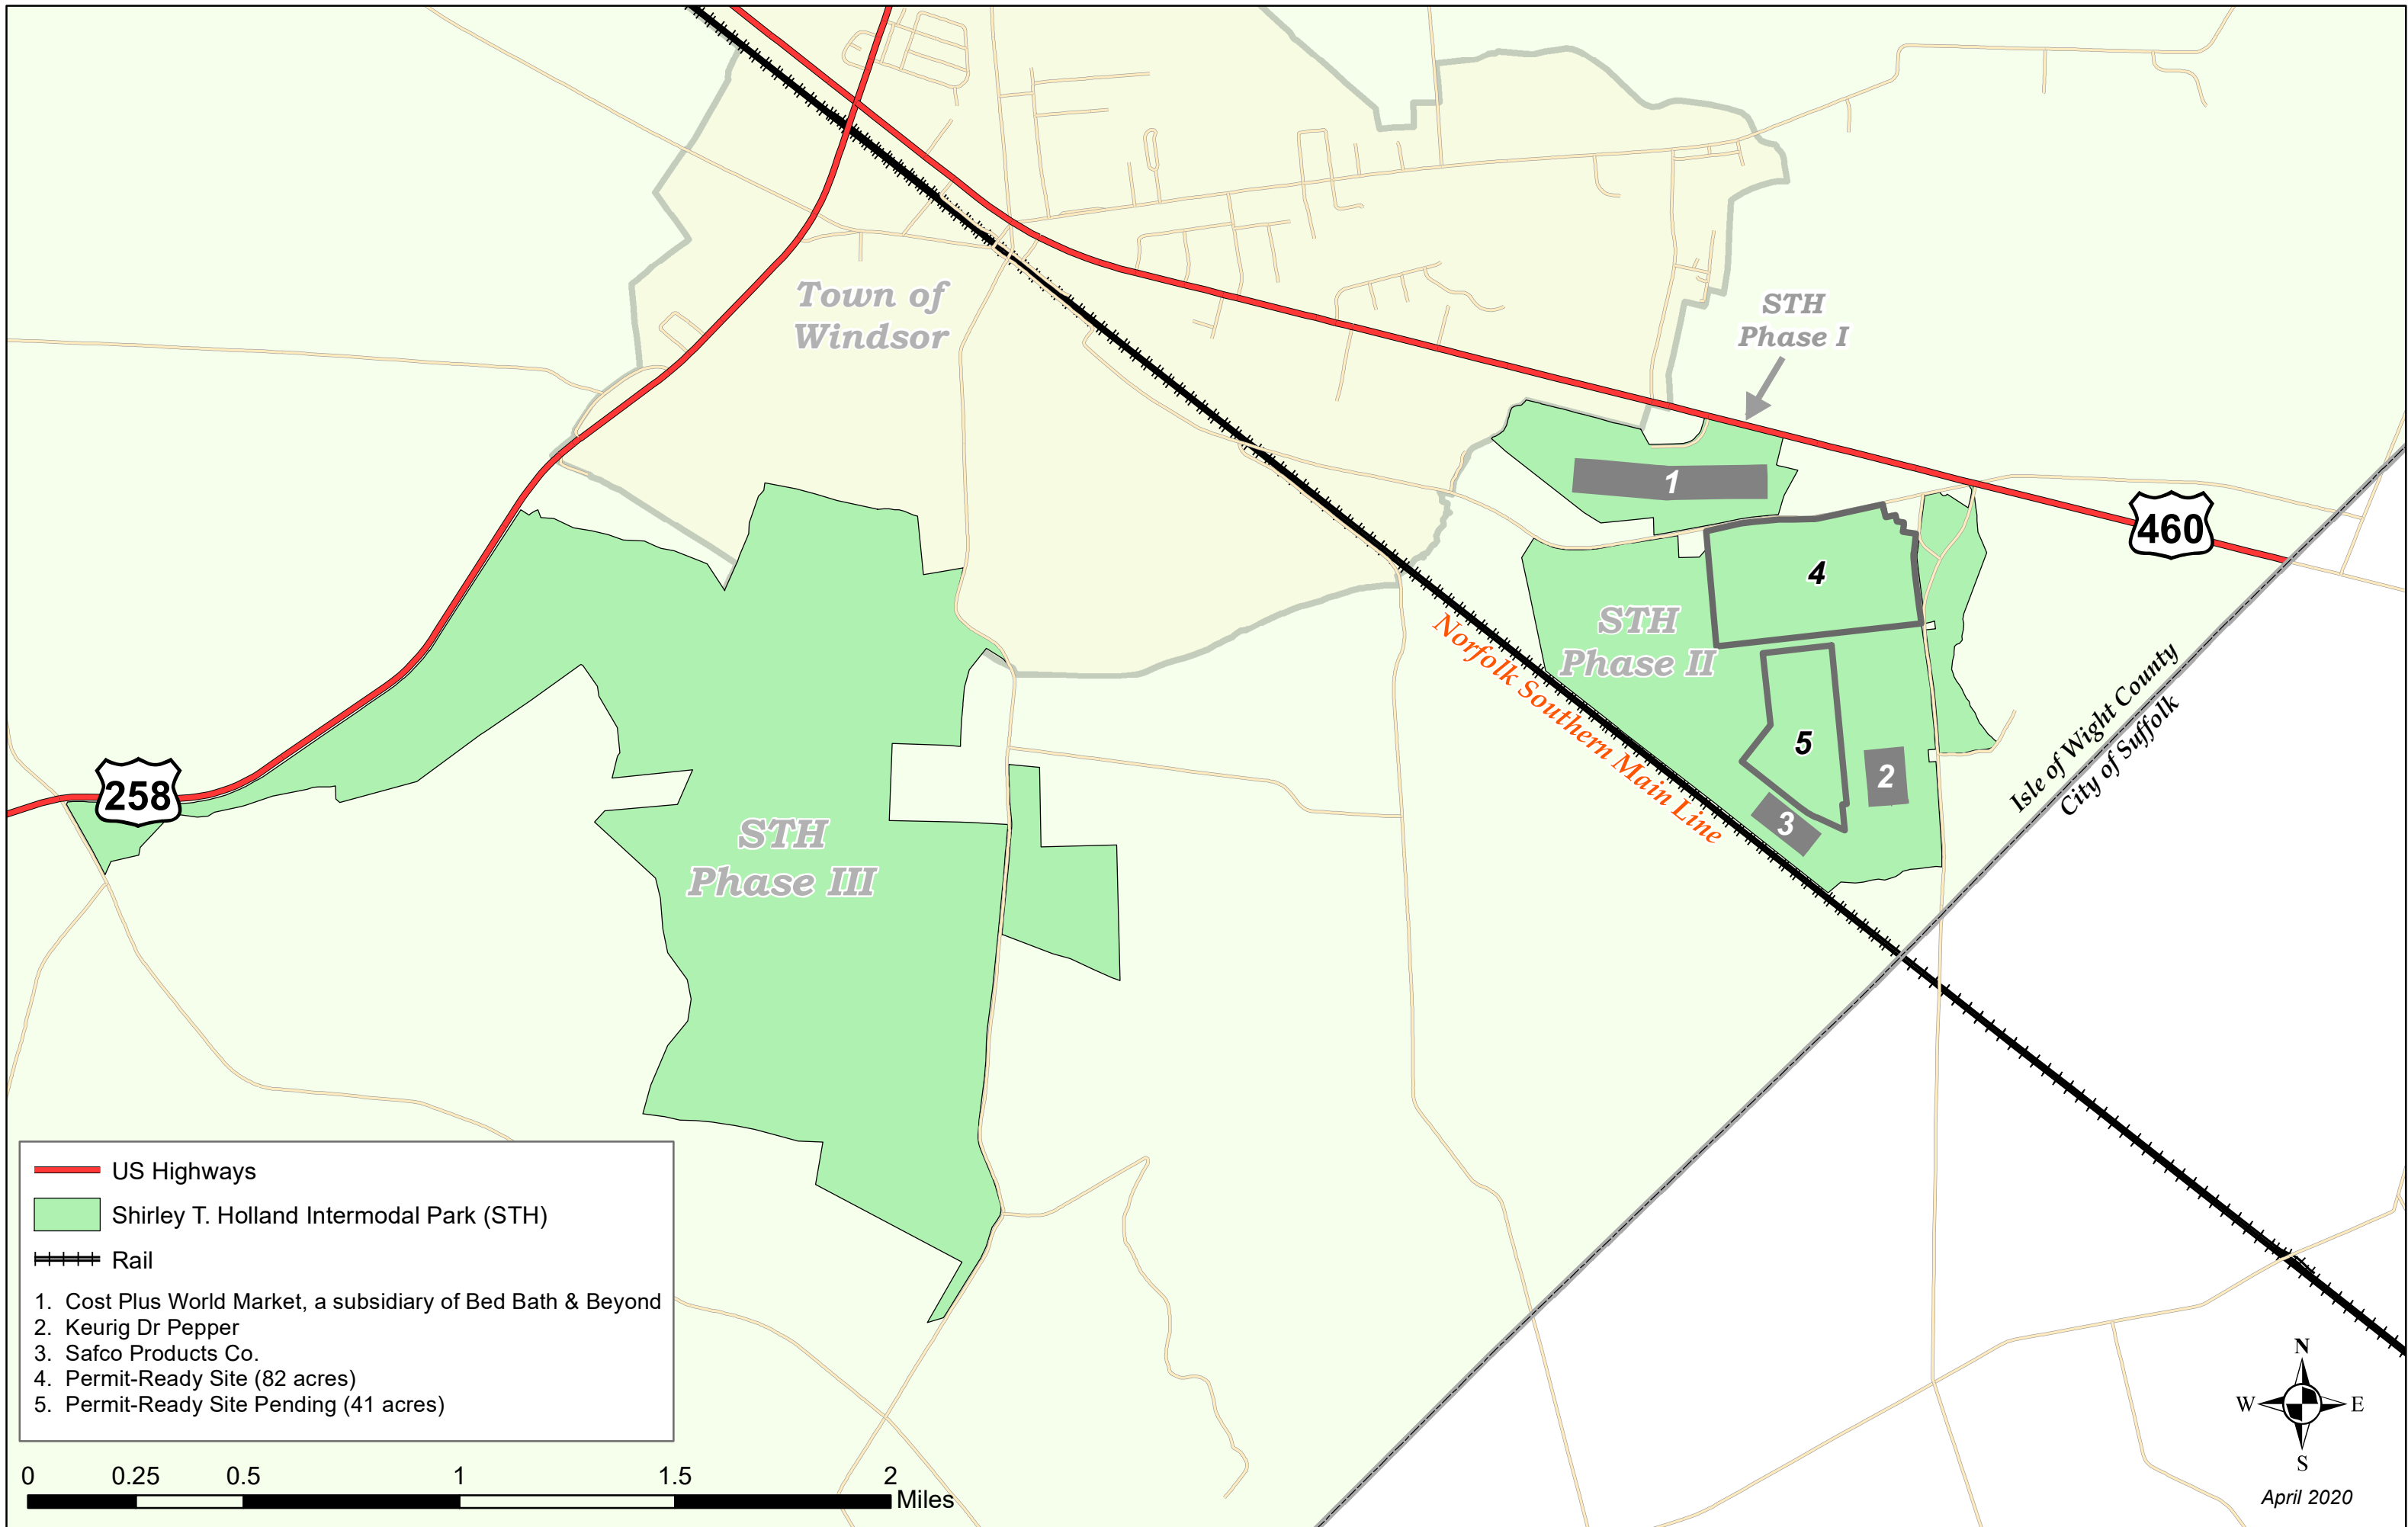 Town of
Windsor
STH
Phase I
1
460
4
STH
Phase II
Norfolk Southern Main Line
5
2
3
Isle of Wight County
City of Suffolk
258
STH
Phase III
US Highways
Shirley T. Holland Intermodal Park (STH)
Rail
1. Cost Plus World Market, a subsidiary of Bed Bath & Beyond
2. Keurig Dr Pepper
3. Safco Products Co.
4. Permit-Ready Site (82 acres)
5. Permit-Ready Site Pending (41 acres)
0 0.25 0.5 1 1.5 2
Miles
N
W E
S
April 2020